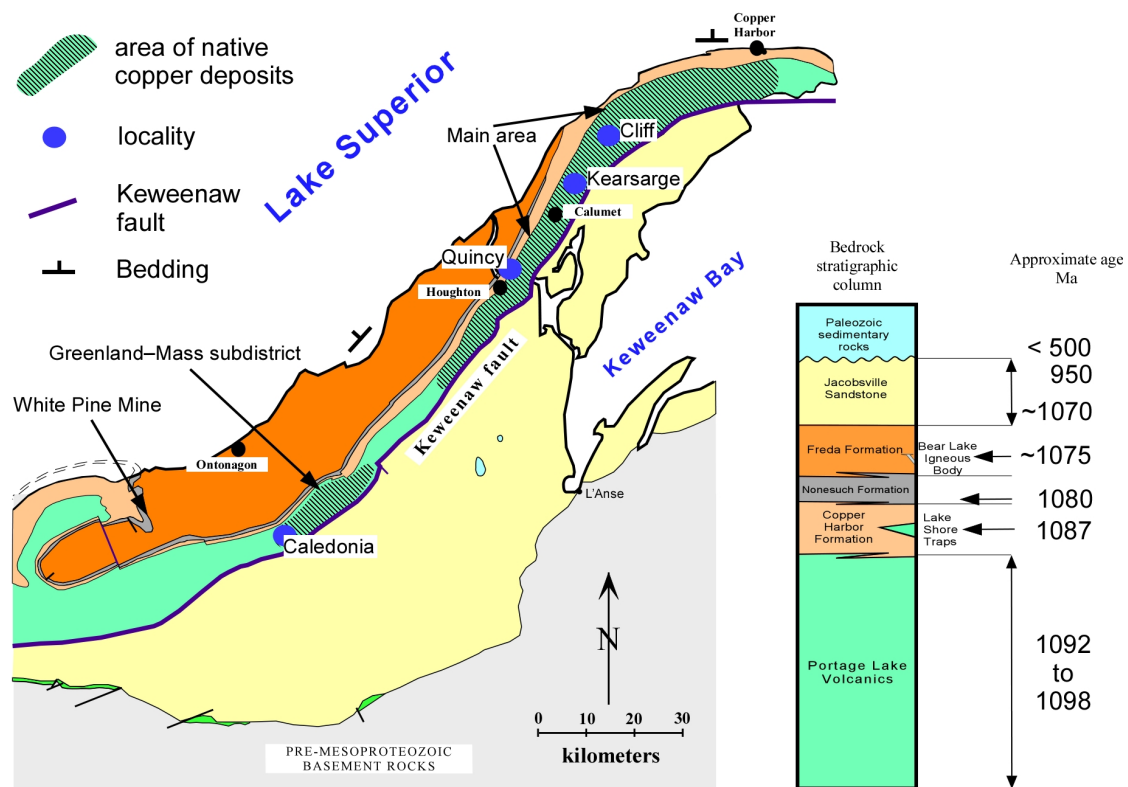 area of native
copper deposits
locality
Keweenaw
fault
Bedding
Lake Superior
Copper
Harbor
Main area
Cliff
Kearsarge
Calumet
Quincy
Houghton
Keweenaw Bay
Greenland–Mass subdistrict
White Pine Mine
Keweenaw fault
Ontonagon
L'Anse
Caledonia
N
0 10 20 30
kilometers
PRE-MESOPROTEOZOIC
BASEMENT ROCKS
Bedrock
stratigraphic
column
Approximate age
Ma
Paleozoic
sedimentary
rocks
< 500
950
Jacobsville
Sandstone
~1070
Freda Formation
Bear Lake
Igneous
Body
~1075
Nonesuch Formation
1080
Copper
Harbor
Formation
Lake
Shore
Traps
1087
Portage Lake
Volcanics
1092
to
1098